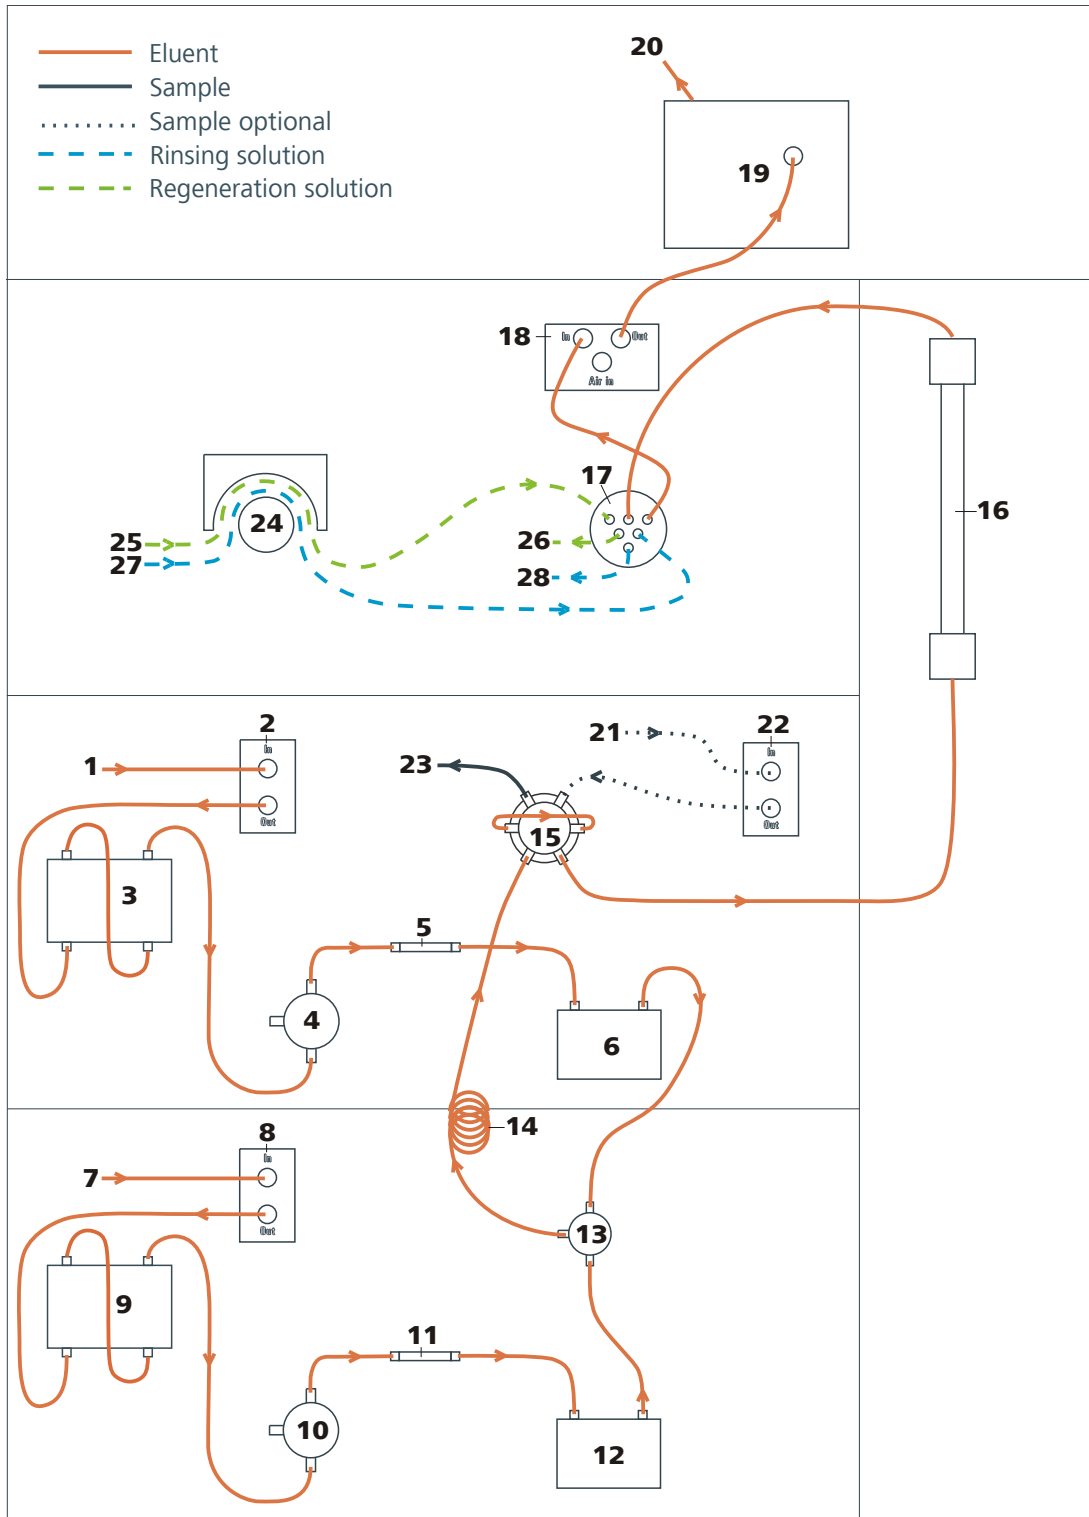 Eluent
Sample
Sample optional
Rinsing solution
Regeneration solution
20
19
18
In
Out
Air in
17
16
24
25
27
26
28
2
In
1
Out
21
22
In
Out
23
15
3
5
4
6
14
8
In
7
Out
13
9
11
10
12